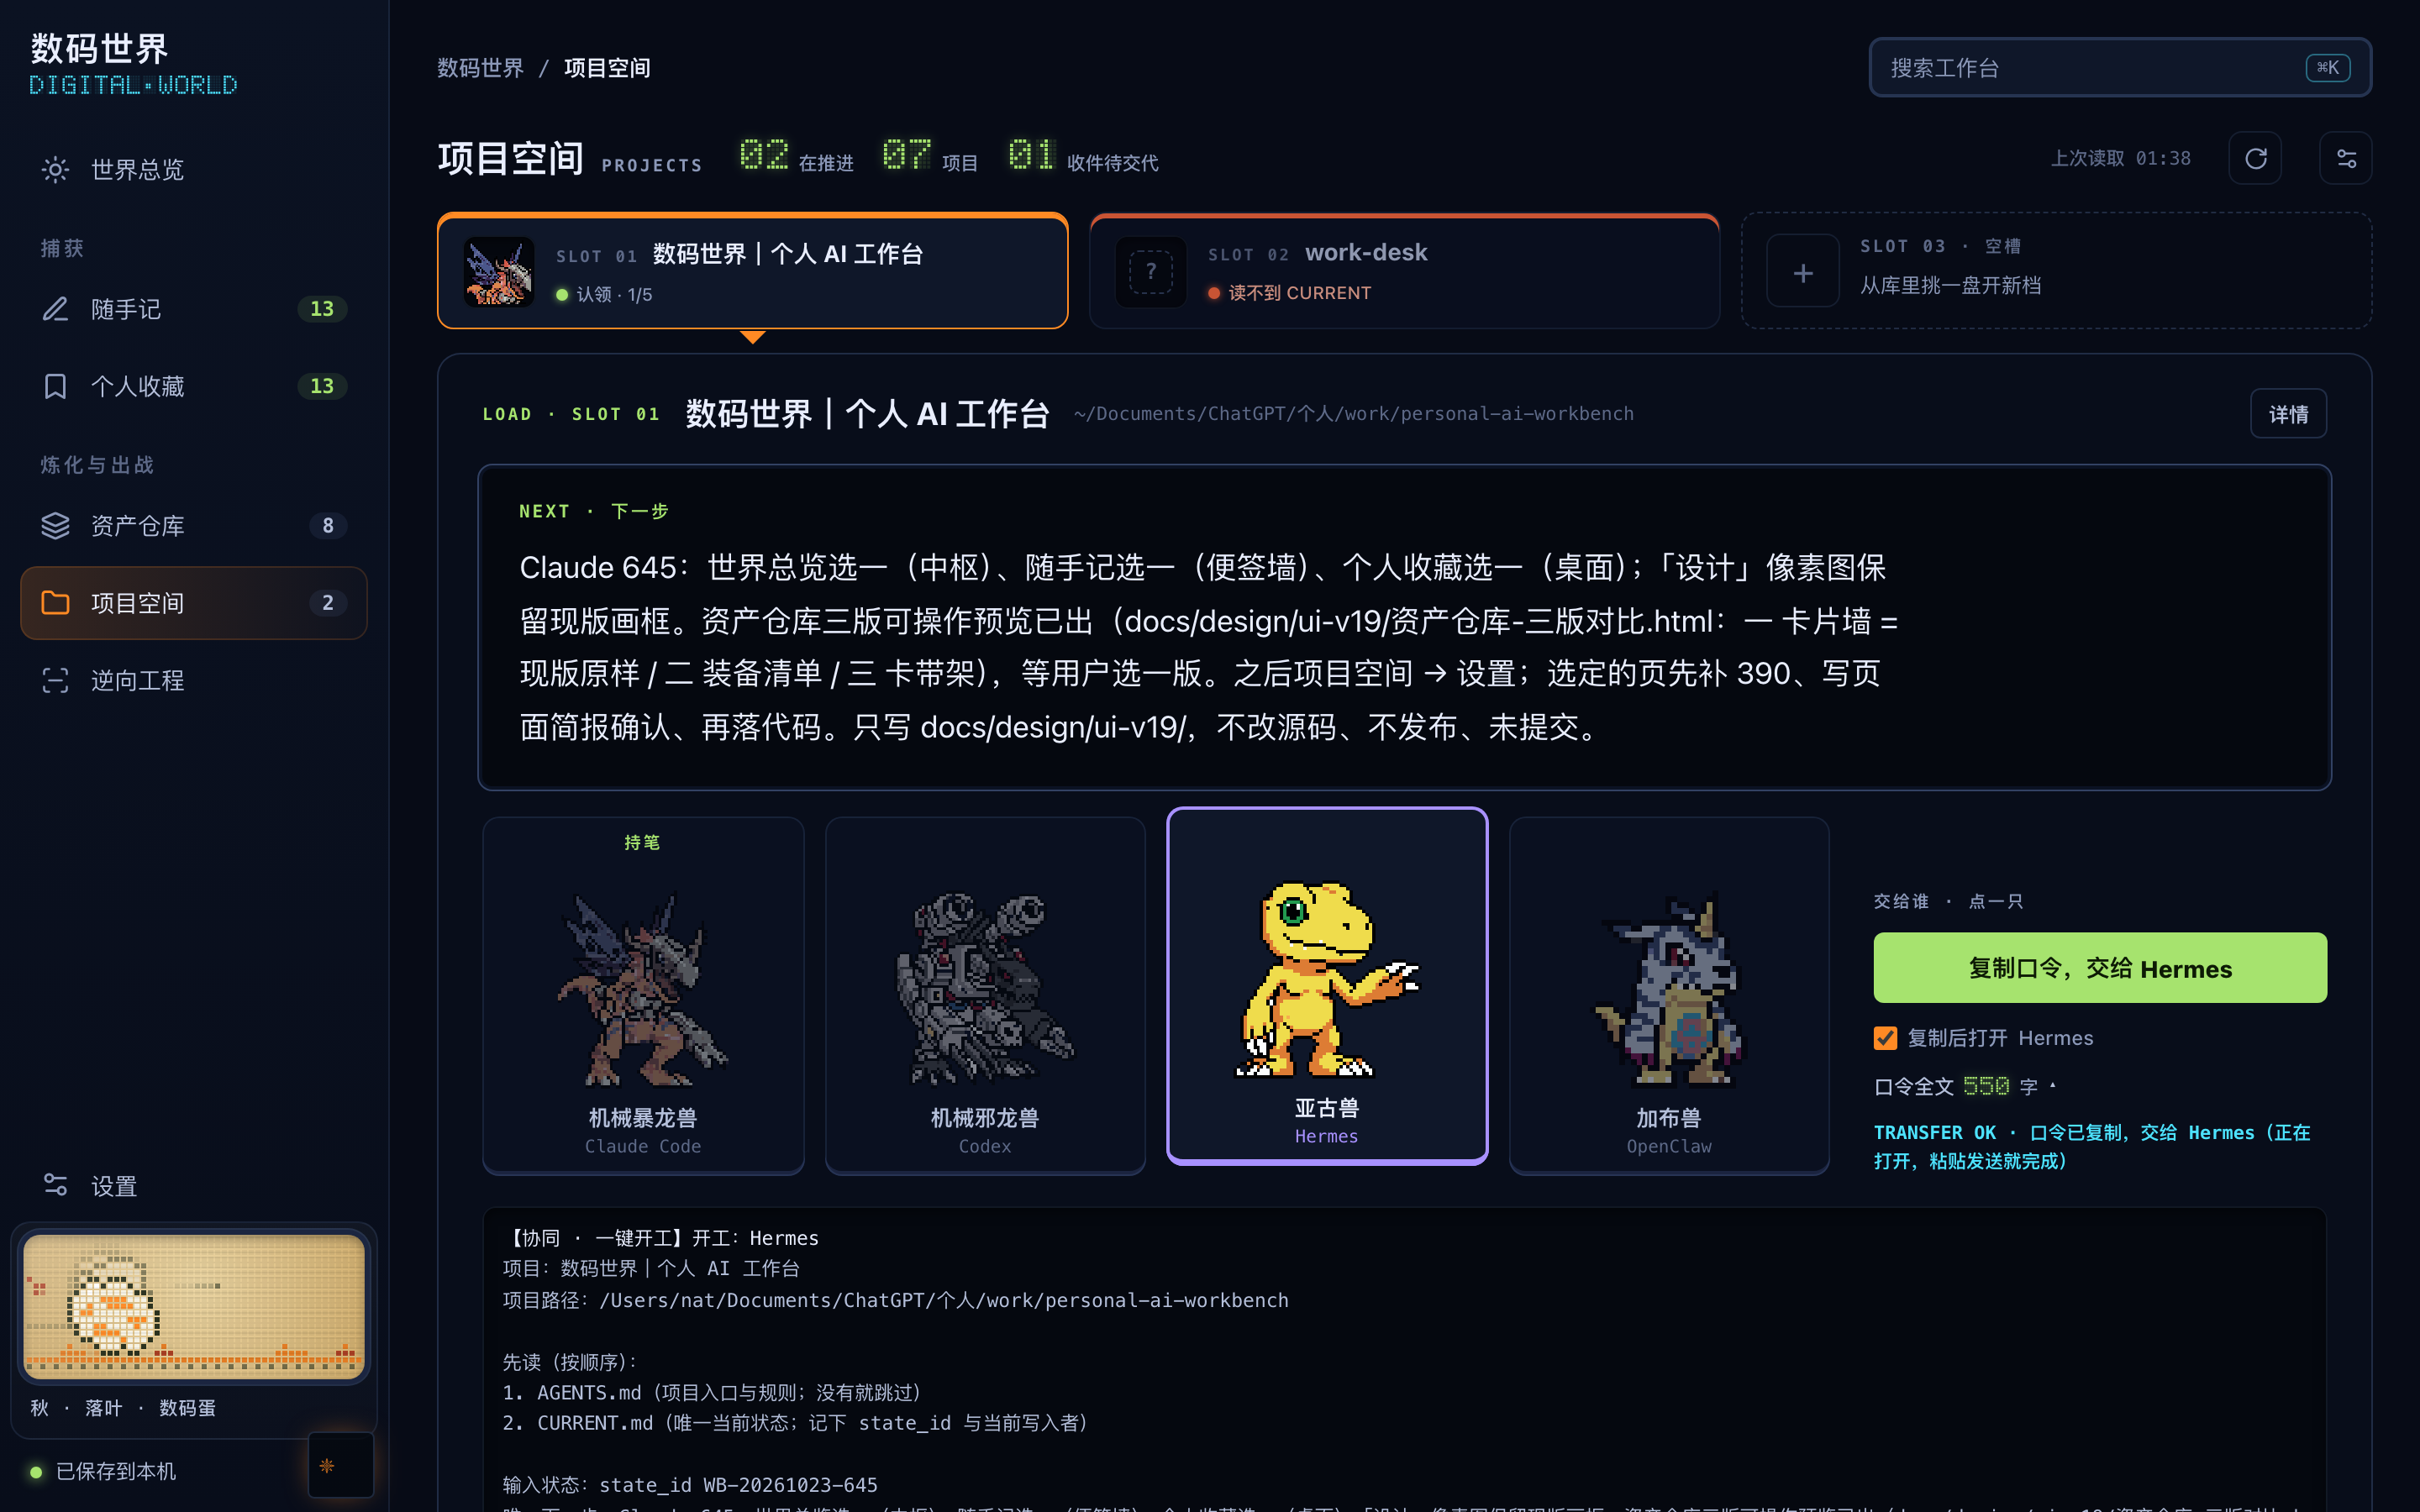 数码世界
DIGITAL·WORLD
世界总览
捕获
随手记 13
个人收藏 13
炼化与出战
资产仓库 8
项目空间 2
逆向工程
设置
秋 · 落叶 · 数码蛋
已保存到本机
数码世界 / 项目空间
搜索工作台 ⌘K
项目空间 PROJECTS 02 在推进 07 项目 01 收件待交代
上次读取 01:38
SLOT 01 数码世界｜个人 AI 工作台
认领 · 1/5
? SLOT 02 work-desk
读不到 CURRENT
SLOT 03 · 空槽
从库里挑一盘开新档
LOAD · SLOT 01 数码世界｜个人 AI 工作台 ~/Documents/ChatGPT/个人/work/personal-ai-workbench 详情
NEXT · 下一步
Claude 645：世界总览选一（中枢）、随手记选一（便签墙）、个人收藏选一（桌面）；「设计」像素图保
留现版画框。资产仓库三版可操作预览已出（docs/design/ui-v19/资产仓库-三版对比.html：一 卡片墙 =
现版原样 / 二 装备清单 / 三 卡带架），等用户选一版。之后项目空间 → 设置；选定的页先补 390、写页
面简报确认、再落代码。只写 docs/design/ui-v19/，不改源码、不发布、未提交。
持笔
机械暴龙兽
Claude Code
机械邪龙兽
Codex
亚古兽
Hermes
加布兽
OpenClaw
交给谁 · 点一只
复制口令，交给 Hermes
复制后打开 Hermes
口令全文 550 字
TRANSFER OK · 口令已复制，交给 Hermes（正在
打开，粘贴发送就完成）
【协同 · 一键开工】开工：Hermes
项目：数码世界｜个人 AI 工作台
项目路径：/Users/nat/Documents/ChatGPT/个人/work/personal-ai-workbench
先读（按顺序）：
1. AGENTS.md（项目入口与规则；没有就跳过）
2. CURRENT.md（唯一当前状态；记下 state_id 与当前写入者）
输入状态：state_id WB-20261023-645